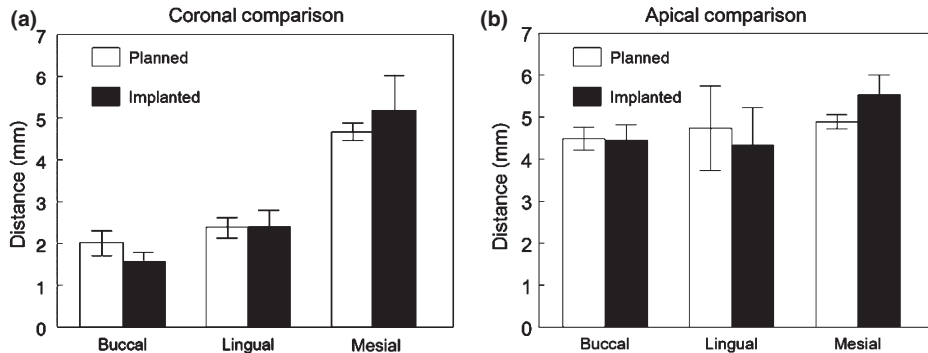 (a) Coronal comparison
7
6
5
4
3
2
1
0
Distance (mm)
Planned
Implanted
Buccal Lingual Mesial
(b) Apical comparison
7
6
5
4
3
2
1
0
Distance (mm)
Planned
Implanted
Buccal Lingual Mesial